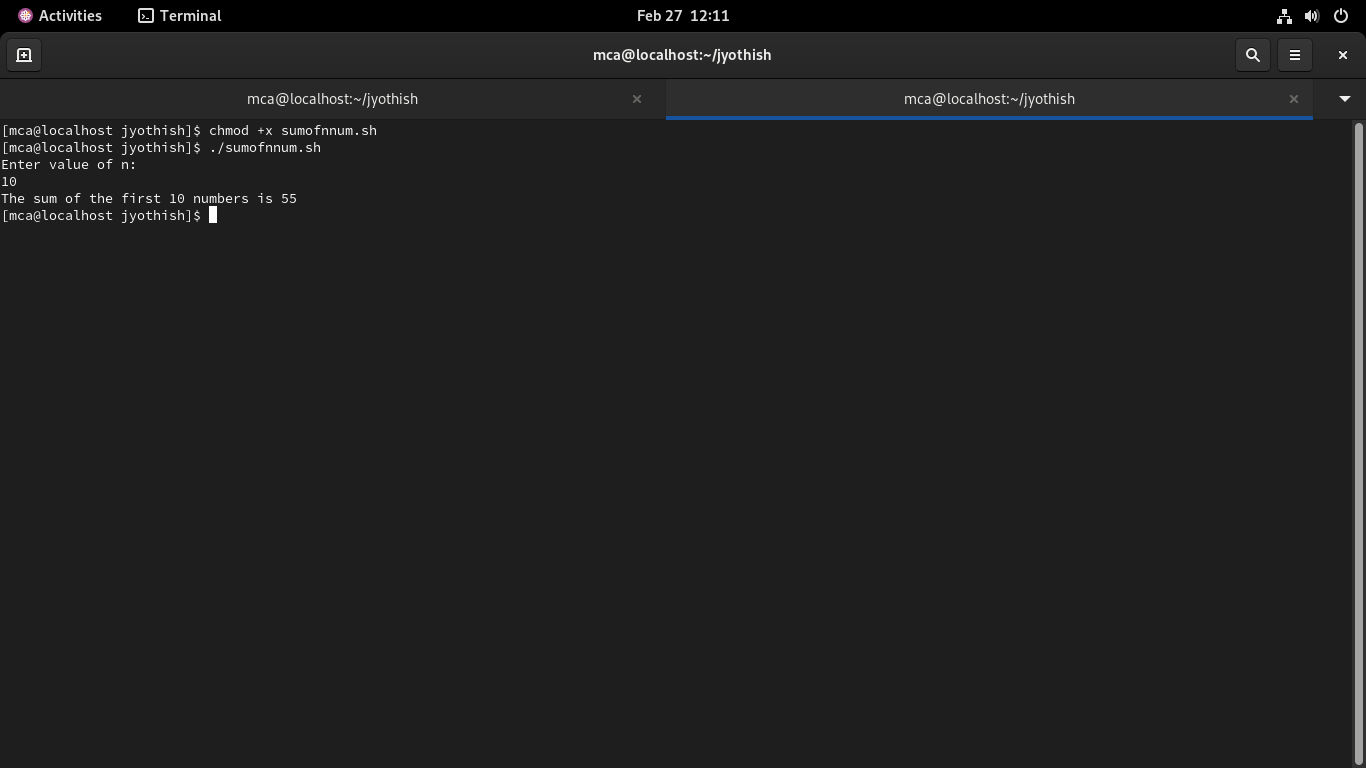 Activities Terminal Feb 27 12:11
mca@localhost:~/jyothish
mca@localhost:~/jyothish mca@localhost:~/jyothish
[mca@localhost jyothish]$ chmod +x sumofnnum.sh
[mca@localhost jyothish]$ ./sumofnnum.sh
Enter value of n:
10
The sum of the first 10 numbers is 55
[mca@localhost jyothish]$